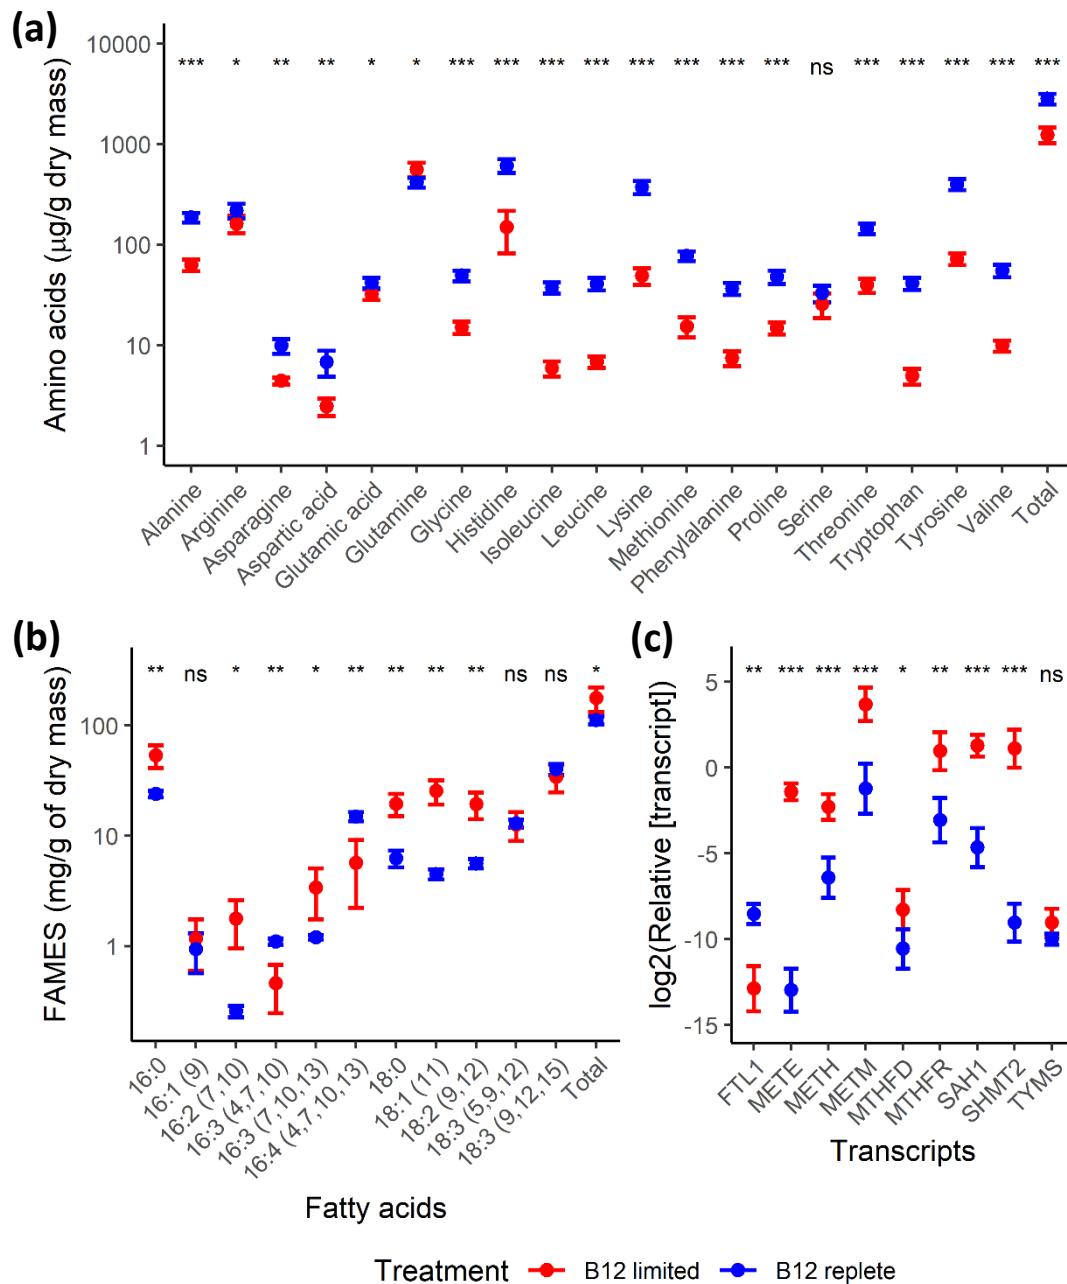 (a)
Amino acids (µg/g dry mass)
10000
1000
100
10
1
*** * ** ** * * *** *** *** *** *** *** *** *** ns *** *** *** *** ***
Alanine
Arginine
Asparagine
Aspartic acid
Glutamic acid
Glutamine
Glycine
Histidine
Isoleucine
Leucine
Lysine
Methionine
Phenylalanine
Proline
Serine
Threonine
Tryptophan
Tyrosine
Valine
Total
(b)
FAMES (mg/g of dry mass)
100
10
1
** ns * ** * ** ** ** ** ns ns *
16:0
16:1 (9)
16:2 (7, 10)
16:3 (4,7, 10)
16:3 (7, 10, 13)
16:4 (4,7, 10, 13)
18:0
18:1 (11)
18:2 (9, 12)
18:3 (5,9, 12)
18:3 (9, 12, 15)
Total
Fatty acids
(c)
log2(Relative [transcript])
5
0
-5
-10
-15
** *** *** *** * ** *** *** ns
FTL1
METE
METH
METM
MTHFD
MTHFR
SAH1
SHMT2
TYMS
Transcripts
Treatment B12 limited B12 replete